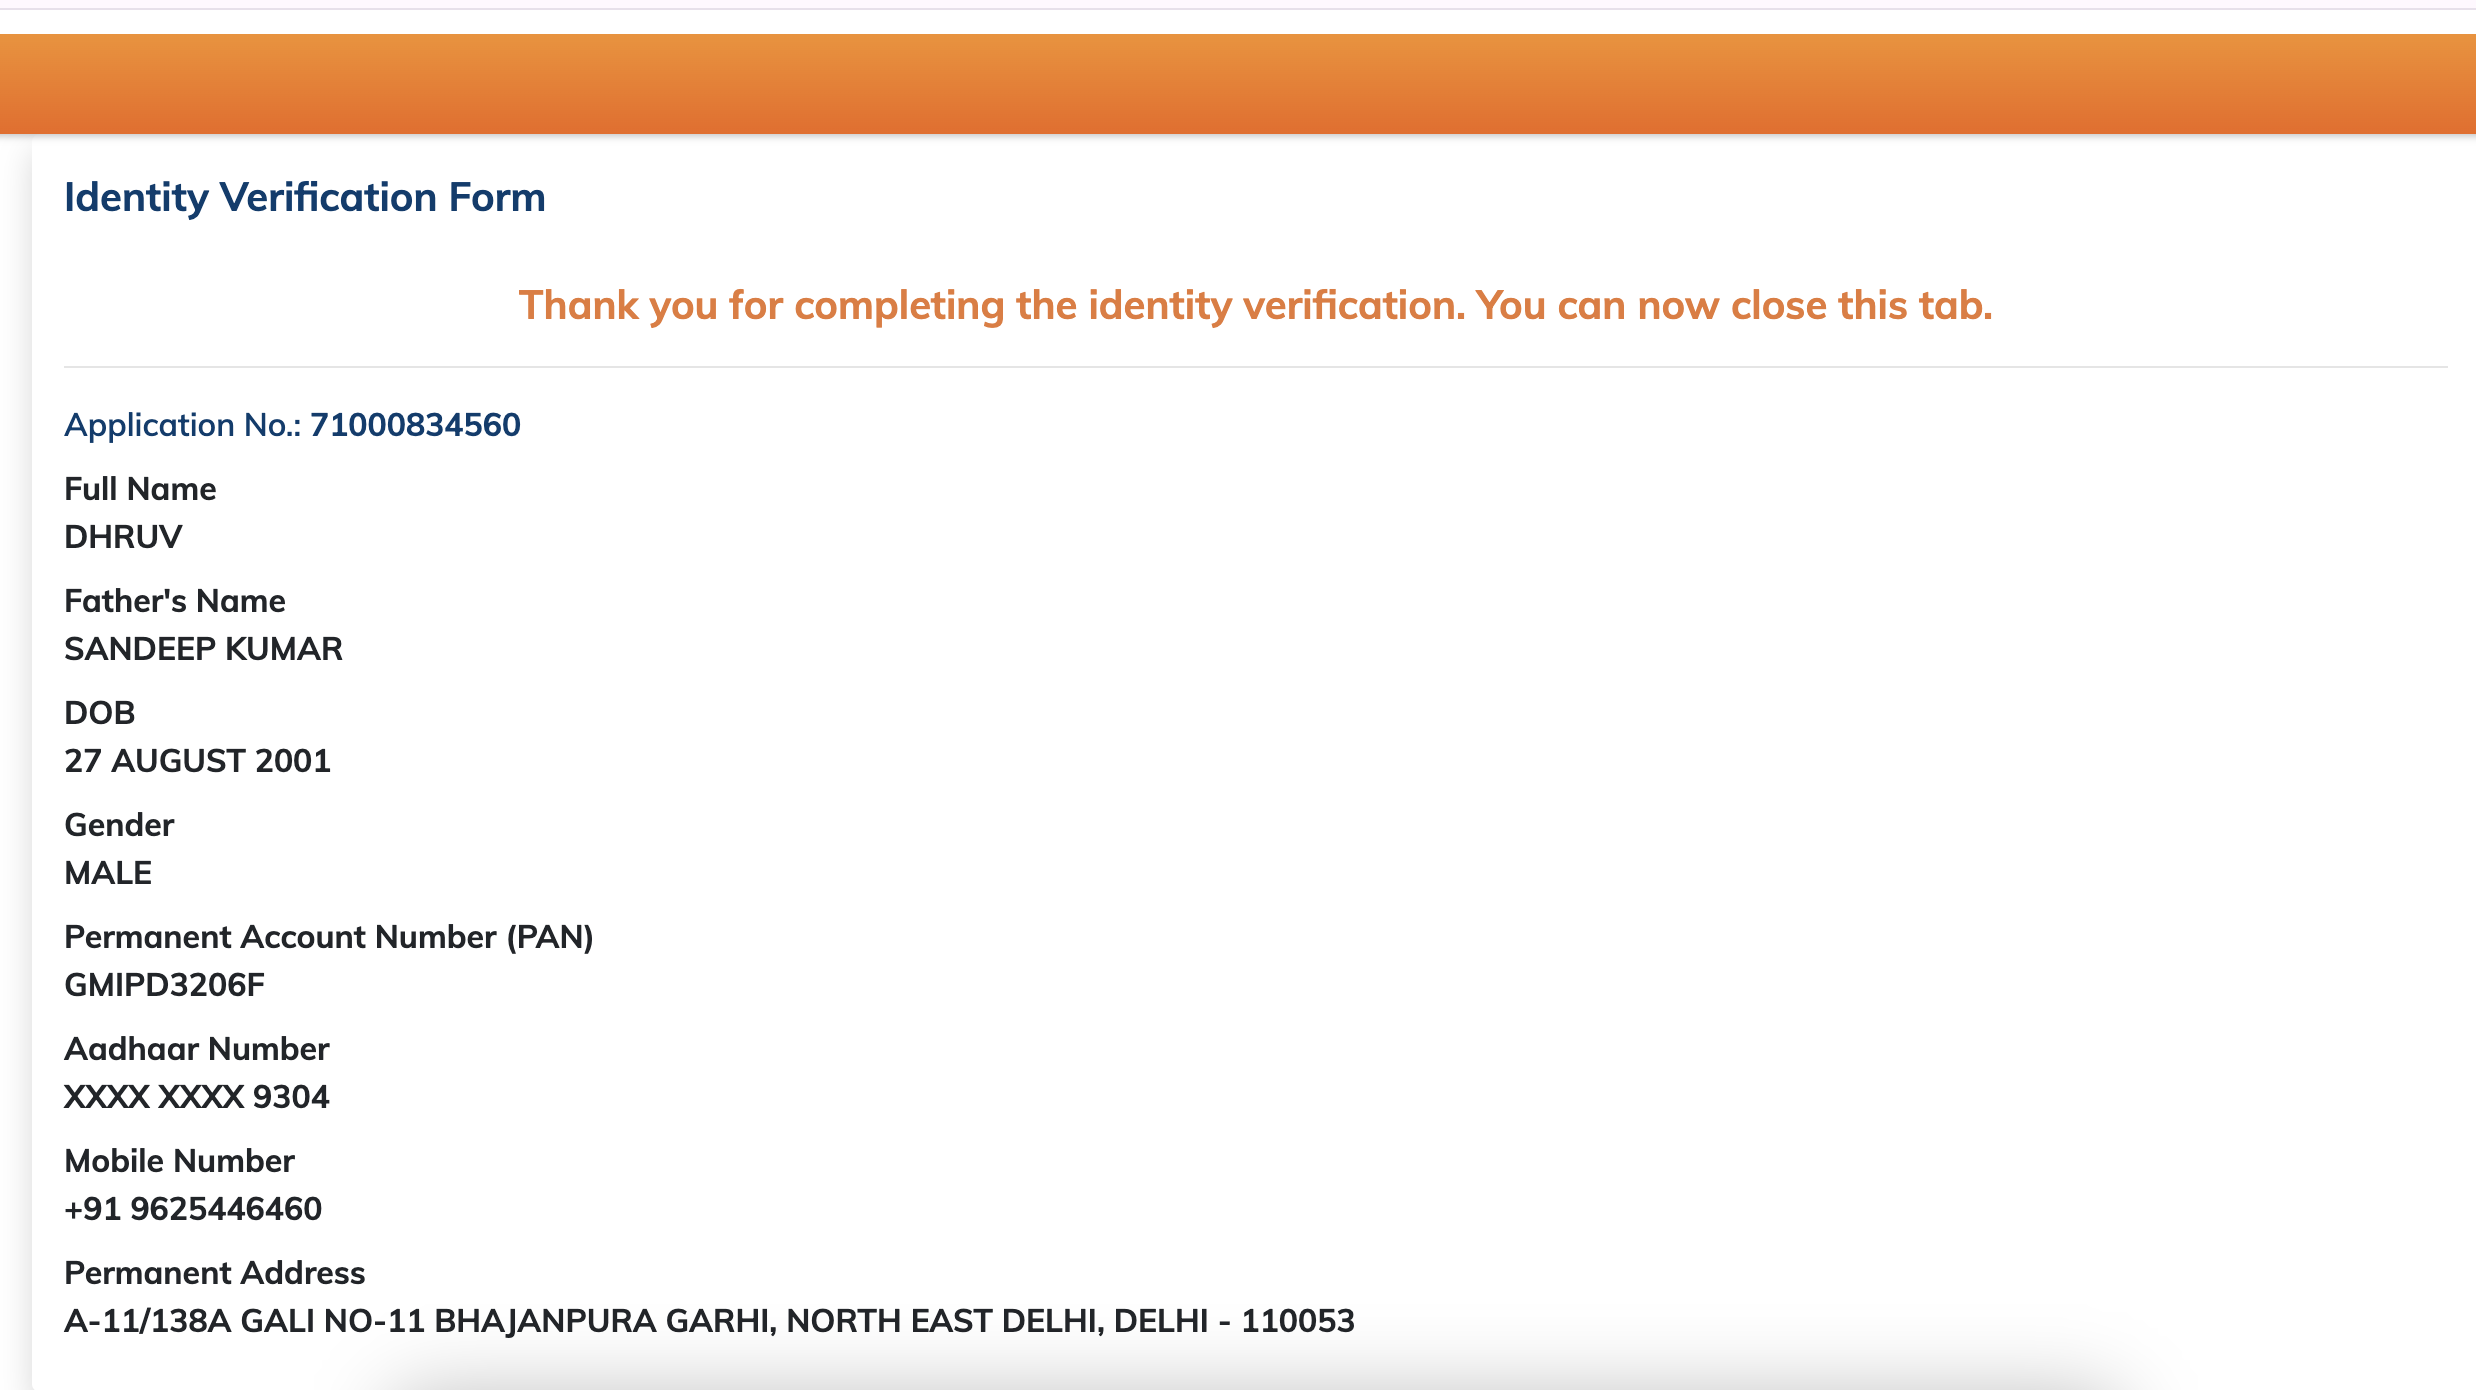 Identity Verification Form
Thank you for completing the identity verification. You can now close this tab.
Application No.: 71000834560
Full Name
DHRUV
Father's Name
SANDEEP KUMAR
DOB
27 AUGUST 2001
Gender
MALE
Permanent Account Number (PAN)
GMIPD3206F
Aadhaar Number
XXXX XXXX 9304
Mobile Number
+91 9625446460
Permanent Address
A-11/138A GALI NO-11 BHAJANPURA GARHI, NORTH EAST DELHI, DELHI - 110053